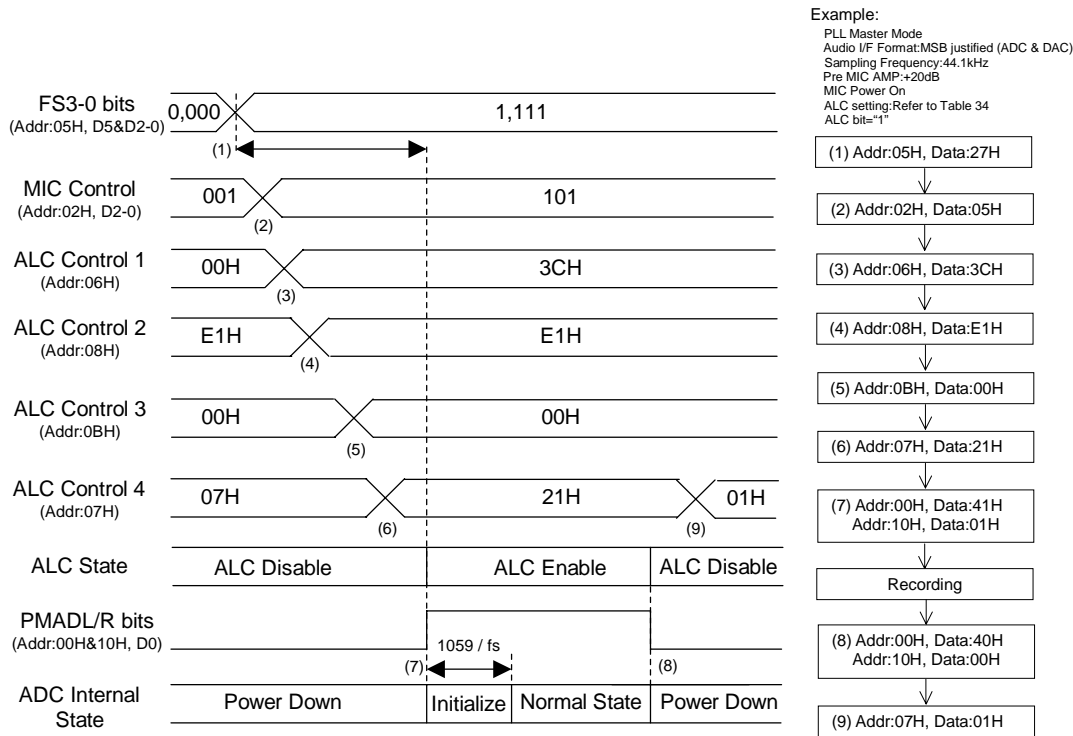 Example:
PLL Master Mode
Audio I/F Format:MSB justified (ADC & DAC)
Sampling Frequency:44.1kHz
Pre MIC AMP:+20dB
MIC Power On
ALC setting:Refer to Table 34
ALC bit=“1”
FS3-0 bits
(Addr:05H, D5&D2-0)
0,000
1,111
(1)
MIC Control
(Addr:02H, D2-0)
001
101
(2)
ALC Control 1
(Addr:06H)
00H
3CH
(3)
ALC Control 2
(Addr:08H)
E1H
E1H
(4)
ALC Control 3
(Addr:0BH)
00H
00H
(5)
ALC Control 4
(Addr:07H)
07H
21H
01H
(6)
(9)
ALC State
ALC Disable
ALC Enable
ALC Disable
PMADL/R bits
(Addr:00H&10H, D0)
1059 / fs
(7)
(8)
ADC Internal
State
Power Down
Initialize
Normal State
Power Down
(1) Addr:05H, Data:27H
(2) Addr:02H, Data:05H
(3) Addr:06H, Data:3CH
(4) Addr:08H, Data:E1H
(5) Addr:0BH, Data:00H
(6) Addr:07H, Data:21H
(7) Addr:00H, Data:41H
Addr:10H, Data:01H
Recording
(8) Addr:00H, Data:40H
Addr:10H, Data:00H
(9) Addr:07H, Data:01H